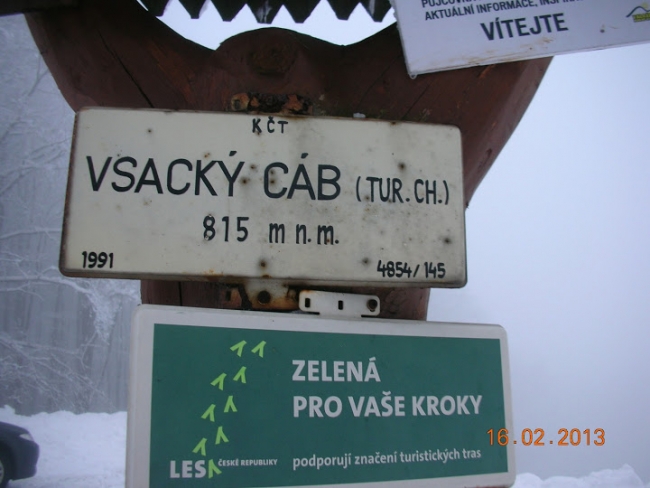 AKTUÁLNÍ INFORMACE,
VÍTEJTE
KČT
VSACKÝ CÁB (TUR. CH.)
815 m n. m.
1991
4854/145
ZELENÁ
PRO VAŠE KROKY
LESY ČESKÉ REPUBLIKY
podporují značení turistických tras
16.02.2013